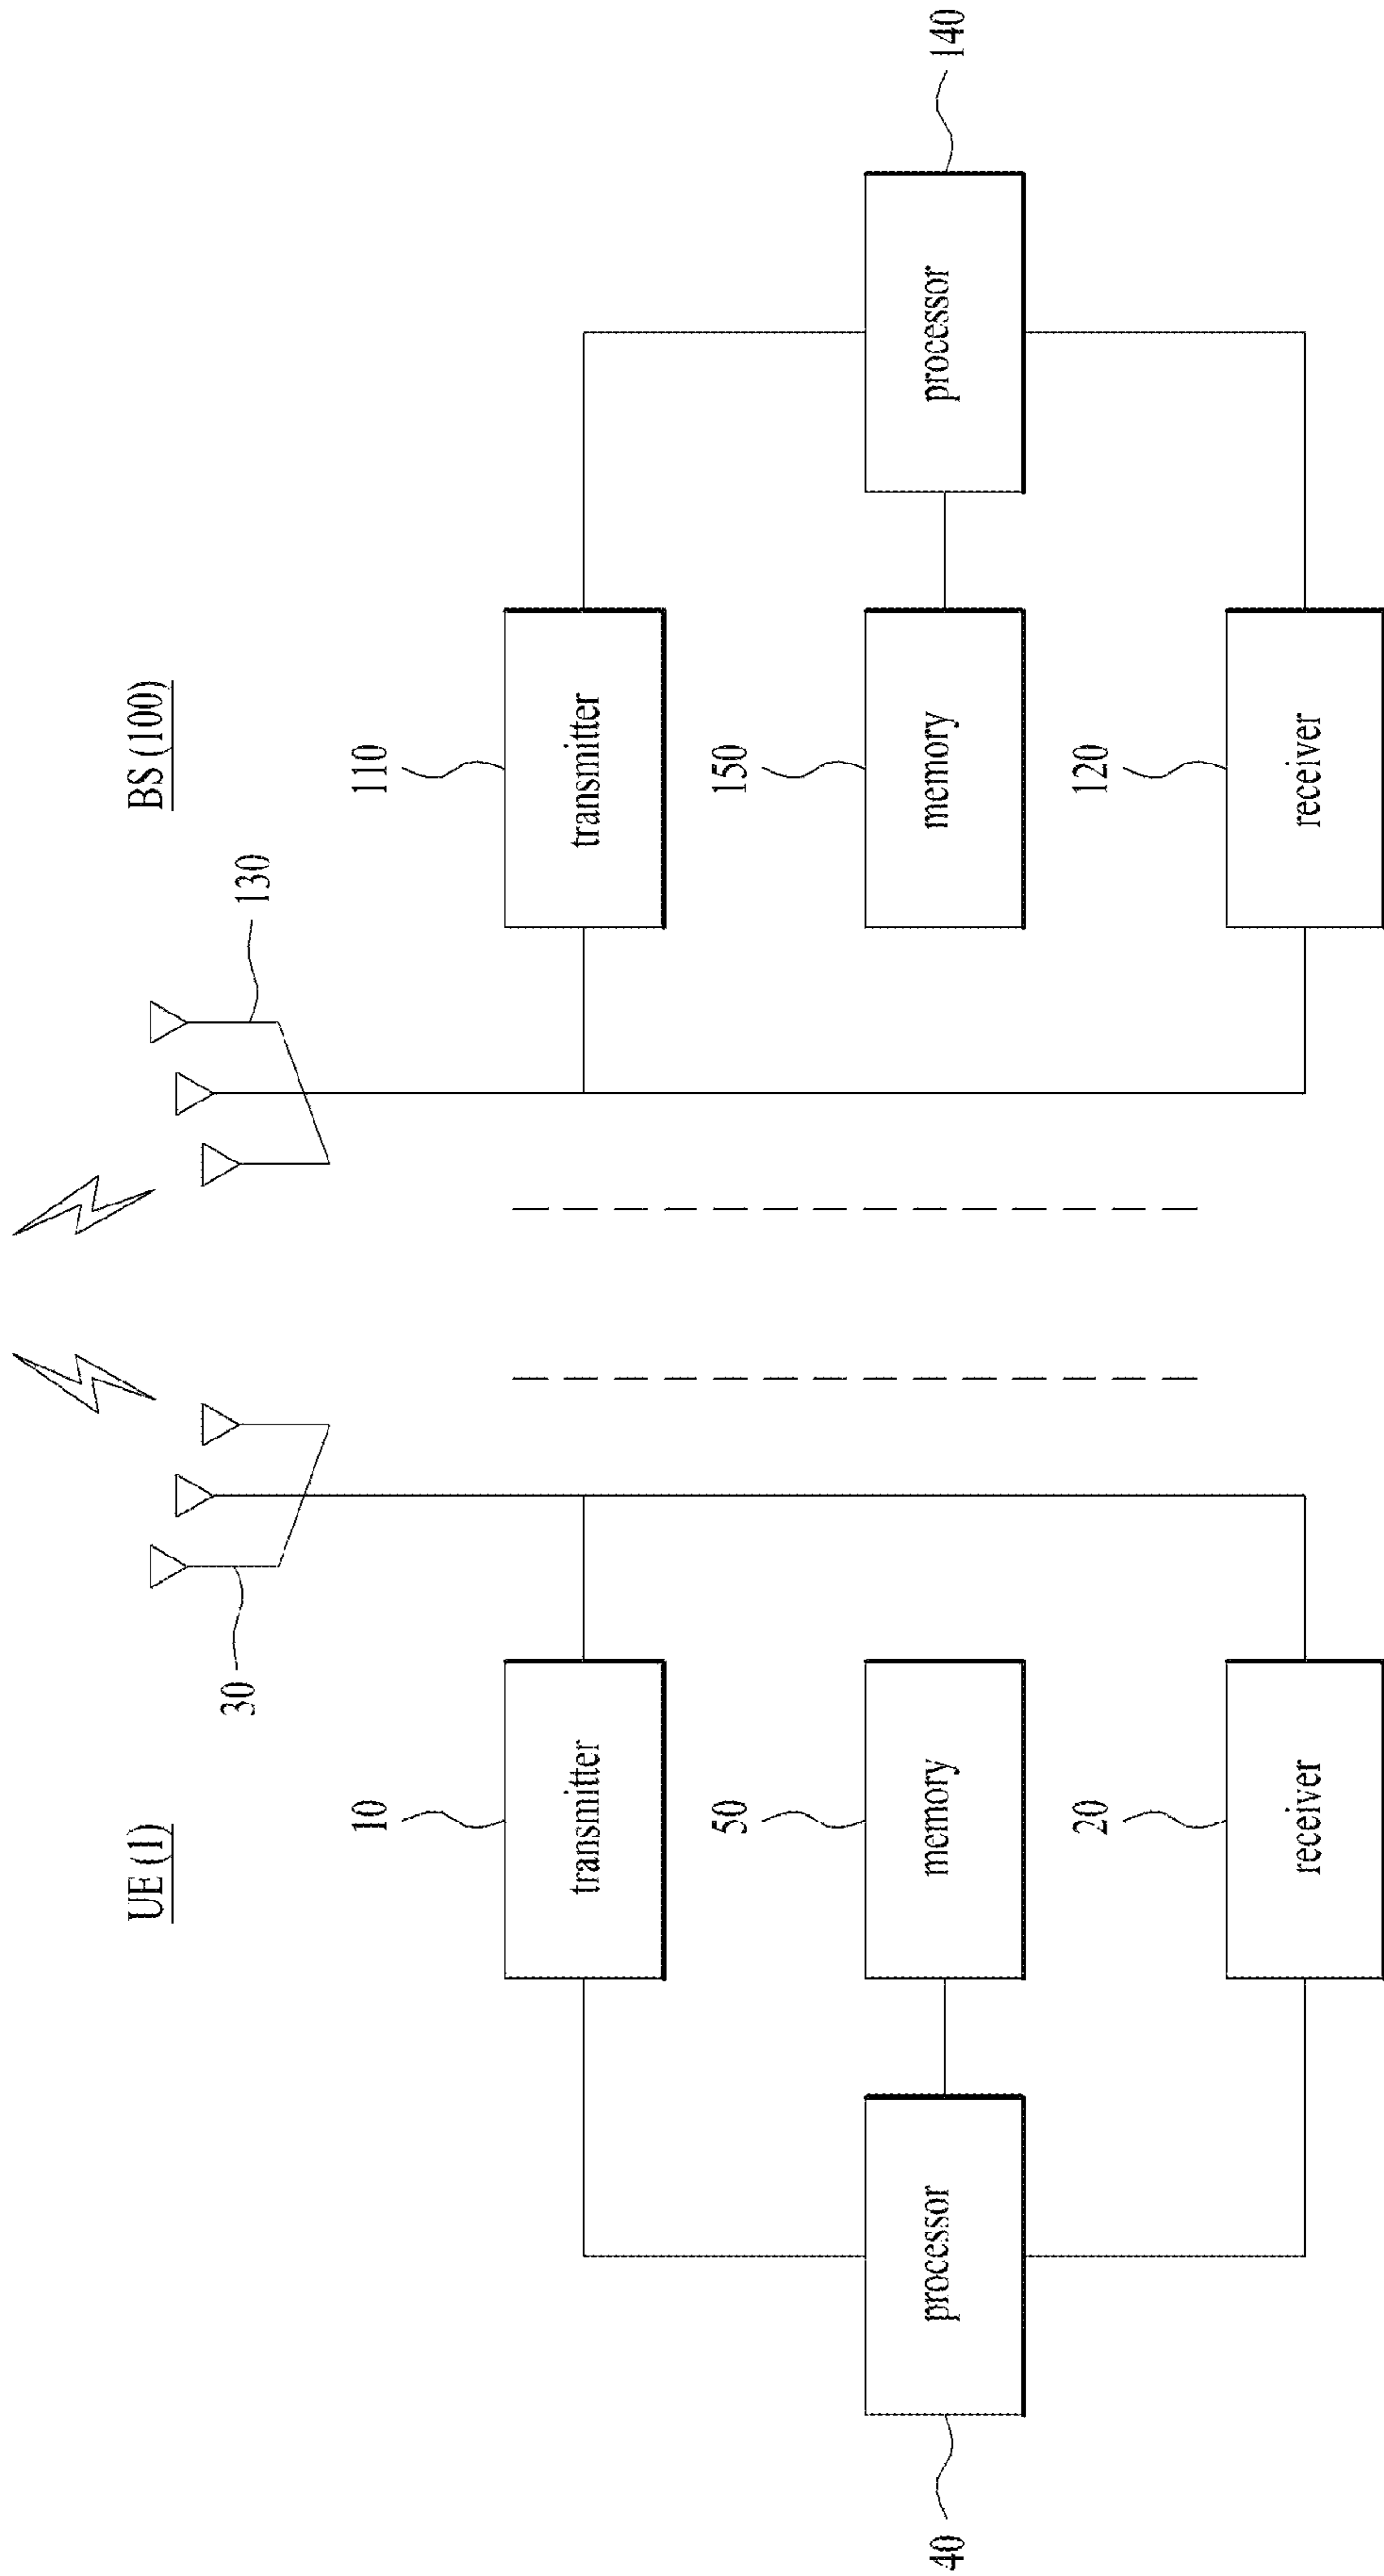 UE (1)
BS (100)
30
130
10
110
transmitter
transmitter
50
150
40
processor
memory
memory
processor
140
20
120
receiver
receiver